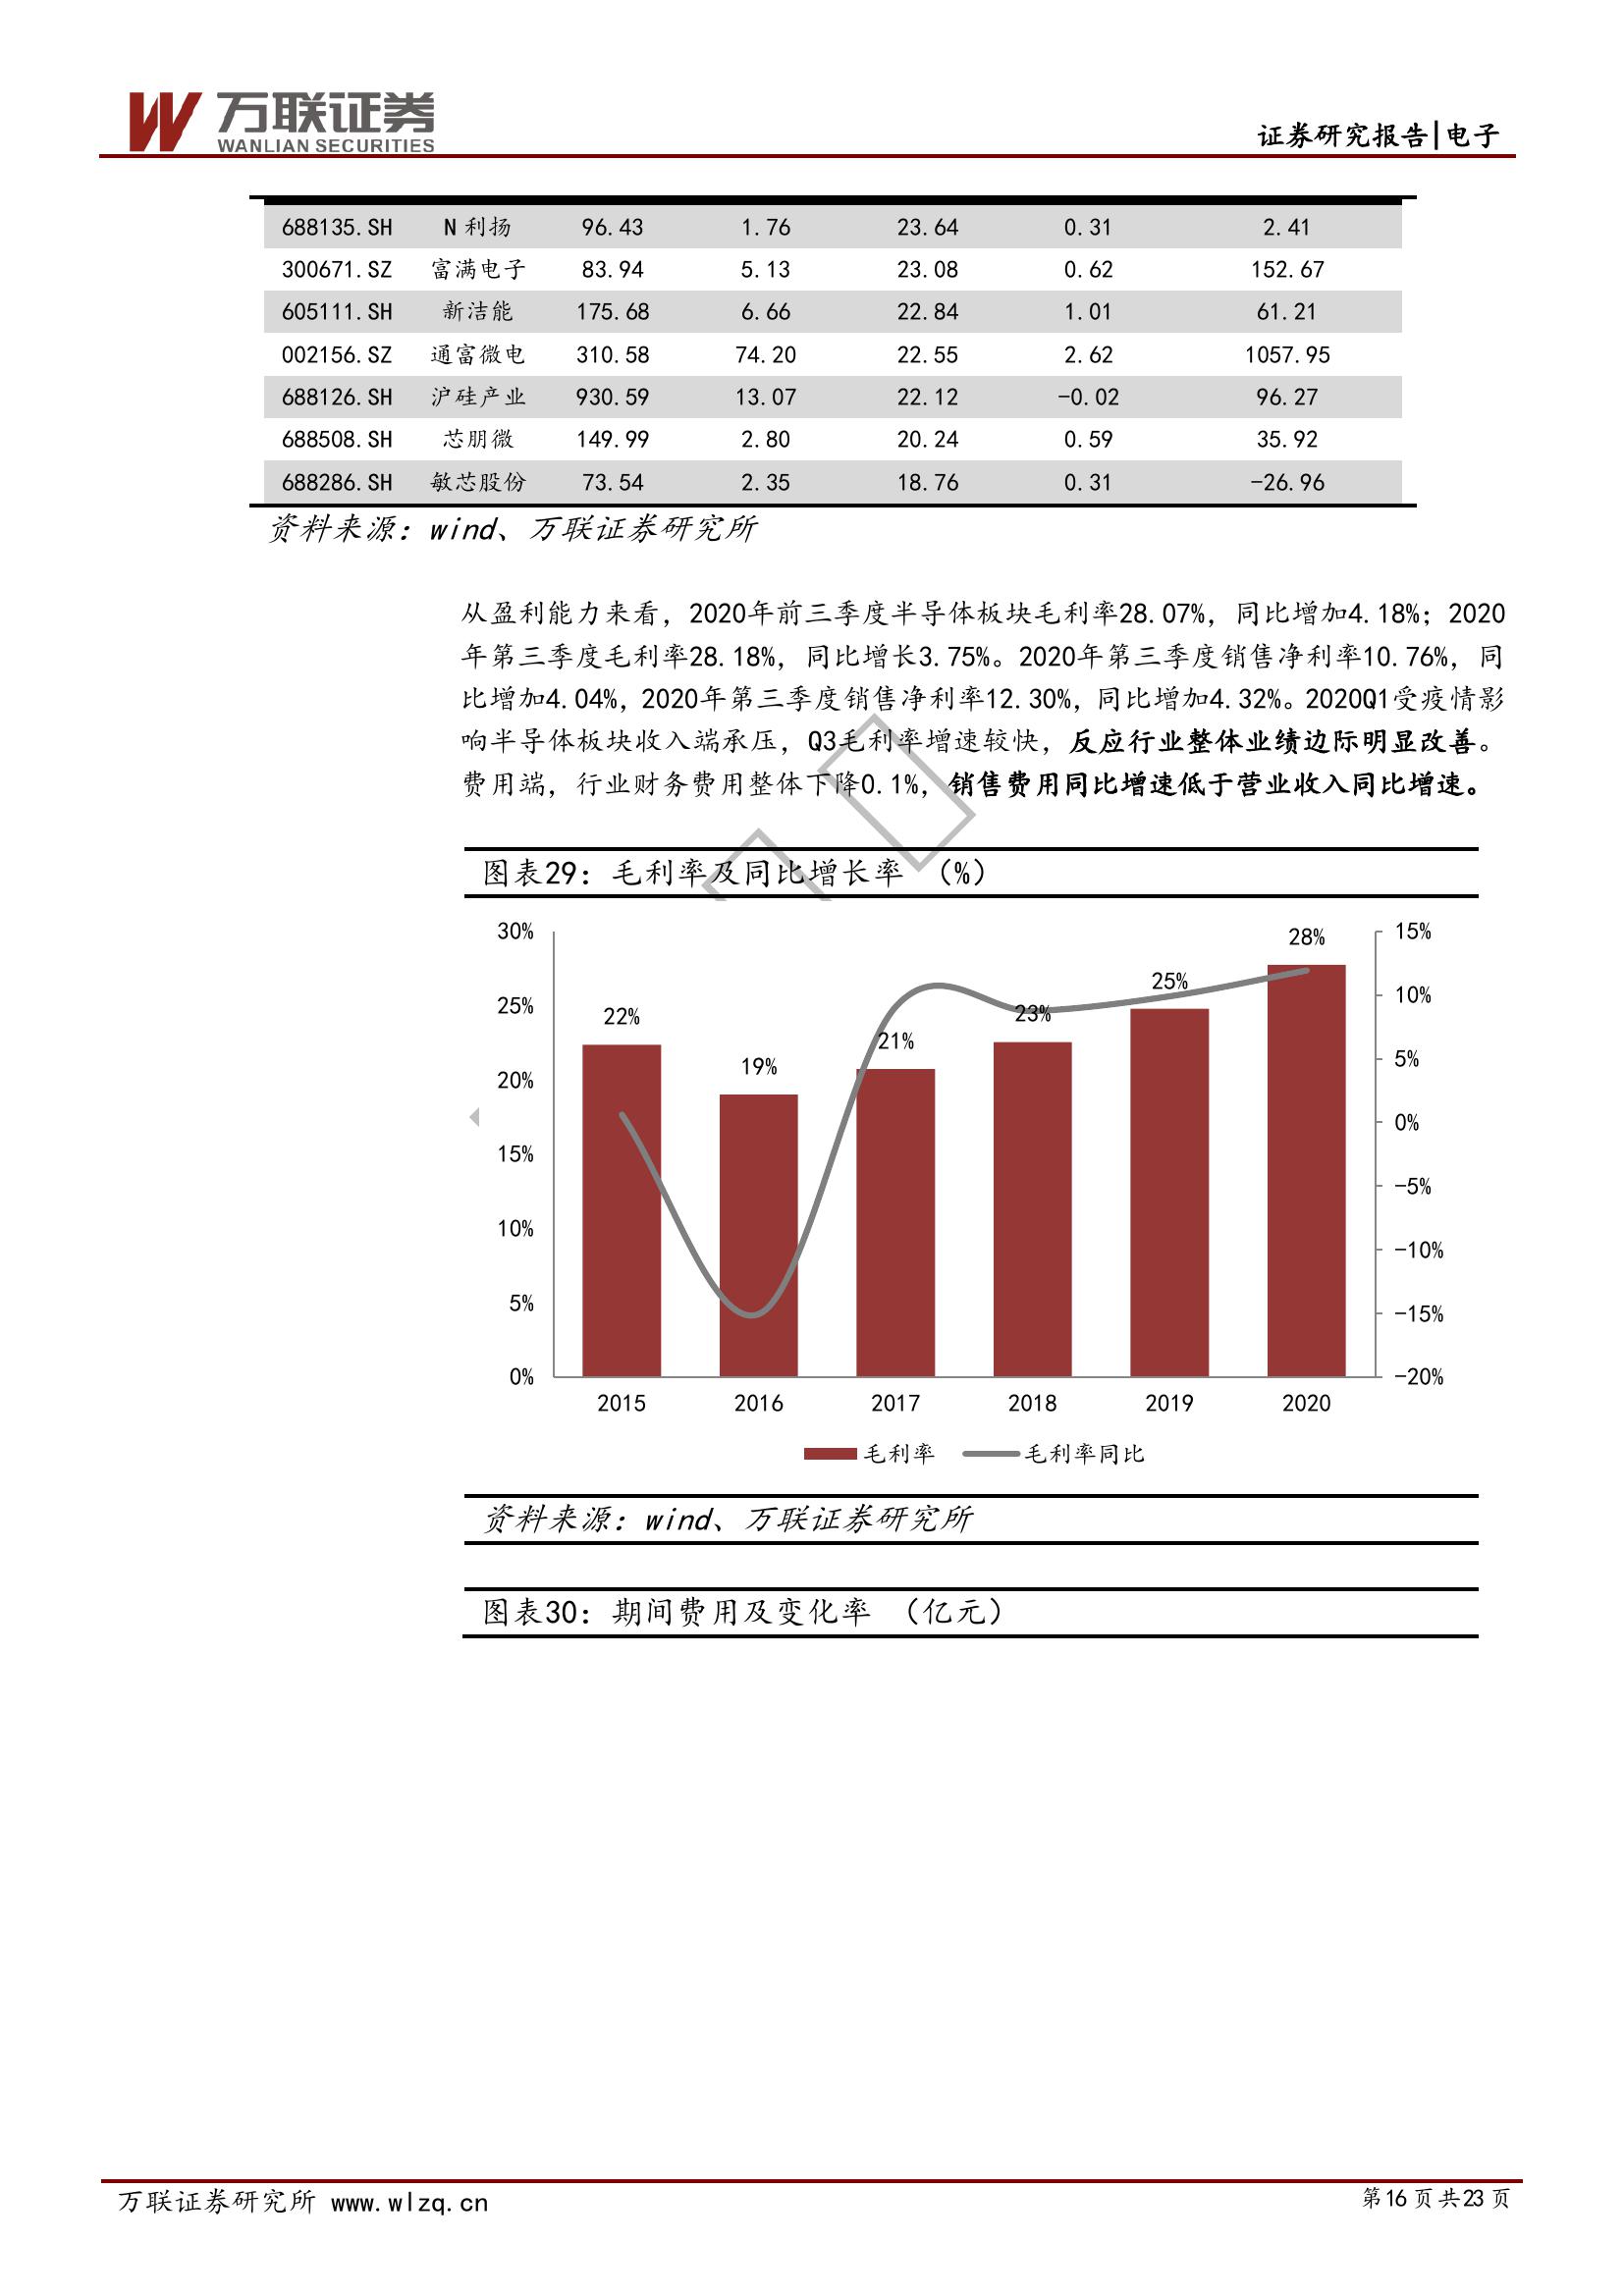 万联证券
WANLIAN SECURITIES
证券研究报告|电子
688135.SH N 利扬 96.43 1.76 23.64 0.31 2.41
300671.SZ 富满电子 83.94 5.13 23.08 0.62 152.67
605111.SH 新洁能 175.68 6.66 22.84 1.01 61.21
002156.SZ 通富微电 310.58 74.20 22.55 2.62 1057.95
688126.SH 沪硅产业 930.59 13.07 22.12 -0.02 96.27
688508.SH 芯朋微 149.99 2.80 20.24 0.59 35.92
688286.SH 敏芯股份 73.54 2.35 18.76 0.31 -26.96
资料来源：wind、万联证券研究所
从盈利能力来看，2020年前三季度半导体板块毛利率28.07%，同比增加4.18%；2020
年第三季度毛利率28.18%，同比增长3.75%。2020年第三季度销售净利率10.76%，同
比增加4.04%，2020年第三季度销售净利率12.30%，同比增加4.32%。2020Q1受疫情影
响半导体板块收入端承压，Q3毛利率增速较快，反应行业整体业绩边际明显改善。
费用端，行业财务费用整体下降0.1%，销售费用同比增速低于营业收入同比增速。
图表29：毛利率及同比增长率 （%）
30% 28% 15%
25% 22% 19% 21% 23% 25% 10%
20% 5%
15% 0%
10% -5%
5% -10%
0% -15%
-20%
2015 2016 2017 2018 2019 2020
毛利率 毛利率同比
资料来源：wind、万联证券研究所
图表30：期间费用及变化率 （亿元）
万联证券研究所 www.wlzq.cn 第16页共23页